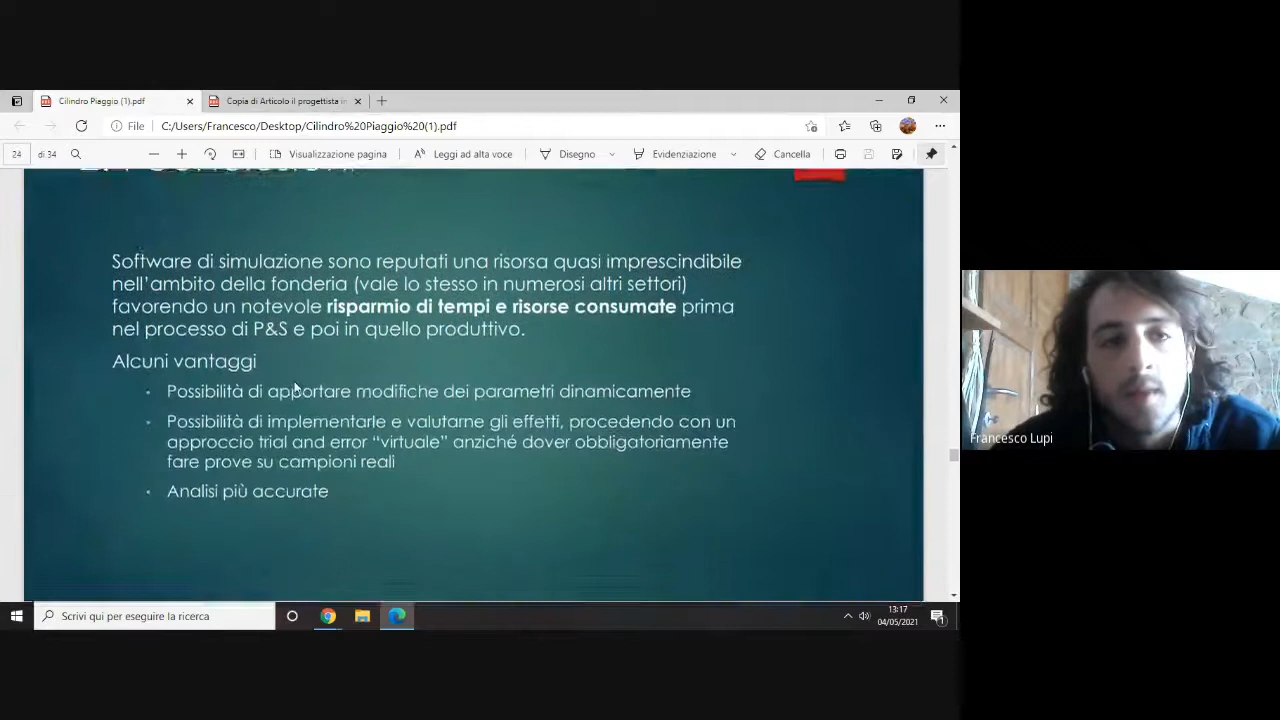 Cilindro Piaggio (1).pdf
Copia di Articolo il progettista in
File
C:/Users/Francesco/Desktop/Cilindro%20Piaggio%20(1).pdf
24 di 34
Visualizzazione pagina
Leggi ad alta voce
Disegno
Evidenziazione
Cancella
Software di simulazione sono reputati una risorsa quasi imprescindibile
nell'ambito della fonderia (vale lo stesso in numerosi altri settori)
favorendo un notevole risparmio di tempi e risorse consumate prima
nel processo di P&S e poi in quello produttivo.
Alcuni vantaggi
Possibilità di apportare modifiche dei parametri dinamicamente
Possibilità di implementarle e valutarne gli effetti, procedendo con un
approccio trial and error "virtuale" anziché dover obbligatoriamente
fare prove su campioni reali
Analisi più accurate
Francesco Lupi
Scrivi qui per eseguire la ricerca
13:17
04/05/2021
1